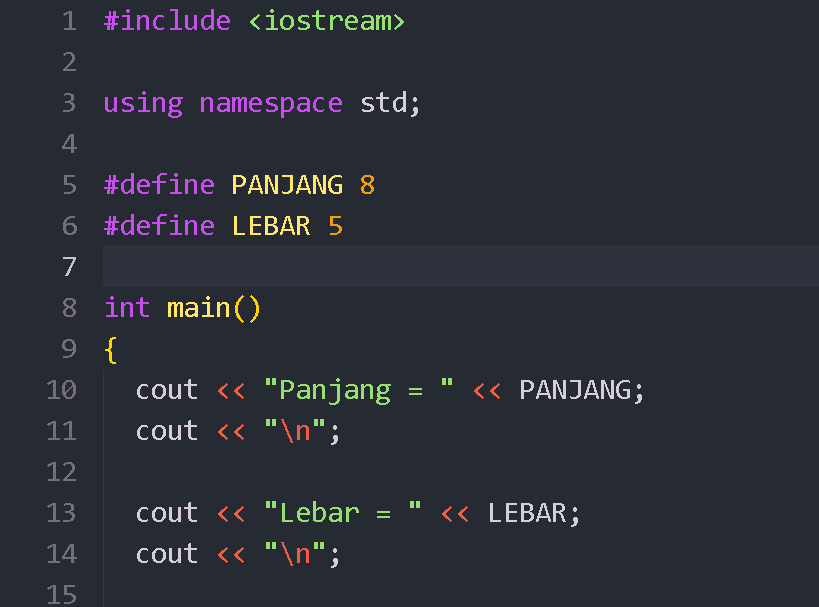 1 #include <iostream>
2
3 using namespace std;
4
5 #define PANJANG 8
6 #define LEBAR 5
7
8 int main()
9 {
10 cout << "Panjang = " << PANJANG;
11 cout << "\n";
12
13 cout << "Lebar = " << LEBAR;
14 cout << "\n";
15